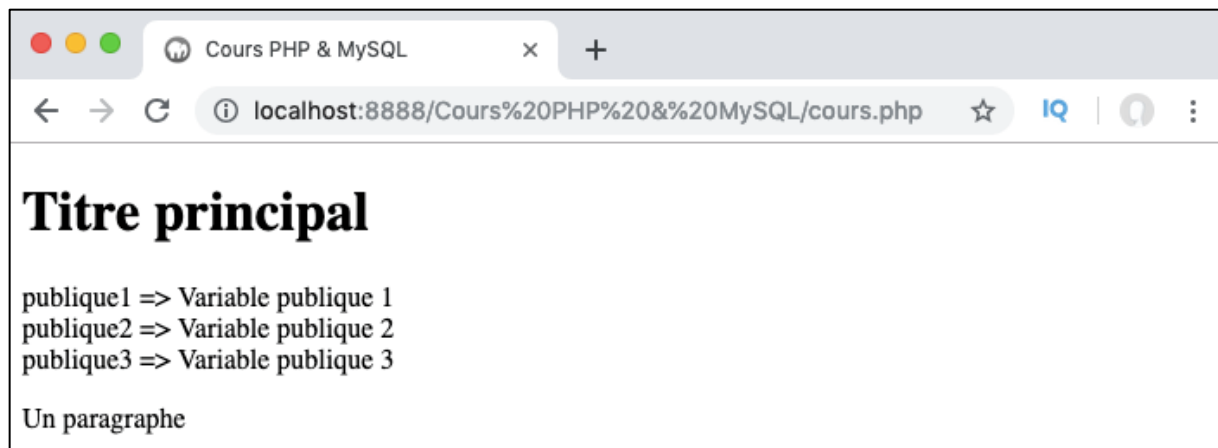 Cours PHP & MySQL
localhost:8888/Cours%20PHP%20&%20MySQL/cours.php
IQ
Titre principal
publique1 => Variable publique 1
publique2 => Variable publique 2
publique3 => Variable publique 3
Un paragraphe